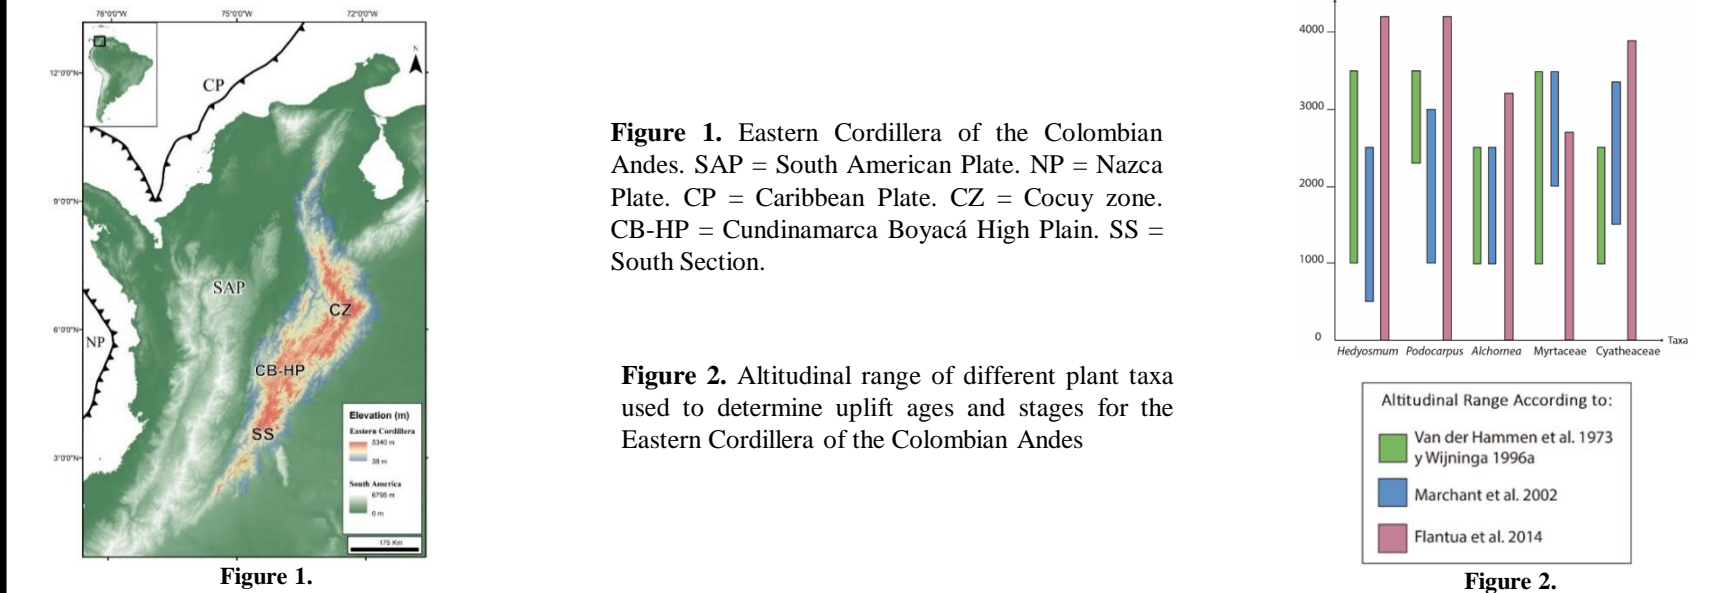 78°0'0"W 75°0'0"W 72°0'0"W
N
12°0'0"N
CP
9°0'0"N
SAP
CZ
6°0'0"N
NP
CB-HP
SS
3°0'0"N
Elevation (m)
Eastern Cordillera
5340 m
38 m
South America
6795 m
0 m
175 Km
Figure 1.
Figure 1. Eastern Cordillera of the Colombian
Andes. SAP = South American Plate. NP = Nazca
Plate. CP = Caribbean Plate. CZ = Cocuy zone.
CB-HP = Cundinamarca Boyacá High Plain. SS =
South Section.
Figure 2. Altitudinal range of different plant taxa
used to determine uplift ages and stages for the
Eastern Cordillera of the Colombian Andes
4000
3000
2000
1000
0
Taxa
Hedyosmum Podocarpus Alchornea Myrtaceae Cyatheaceae
Altitudinal Range According to:
Van der Hammen et al. 1973
y Wijninga 1996a
Marchant et al. 2002
Flantua et al. 2014
Figure 2.